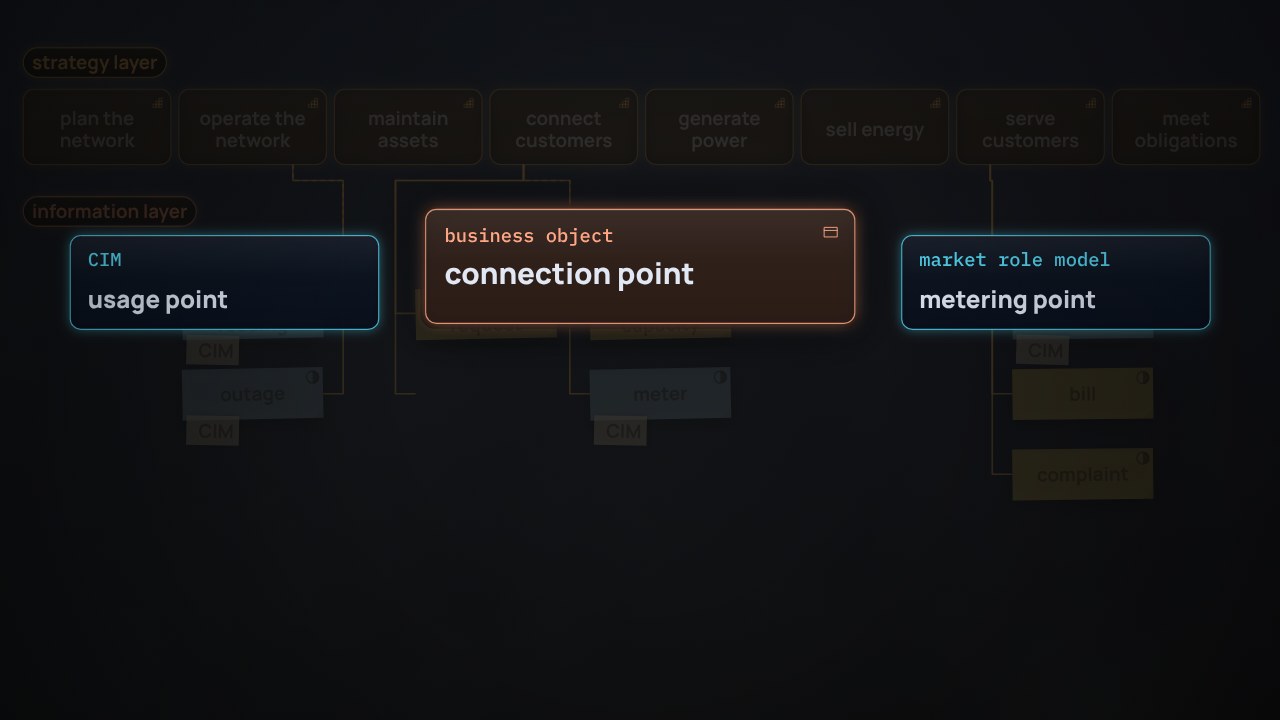 strategy layer
plan the
network
operate the
network
maintain
assets
connect
customers
generate
power
sell energy
serve
customers
meet
obligations
information layer
CIM
usage point
business object
connection point
market role model
metering point
CIM
outage
CIM
meter
CIM
CIM
bill
complaint